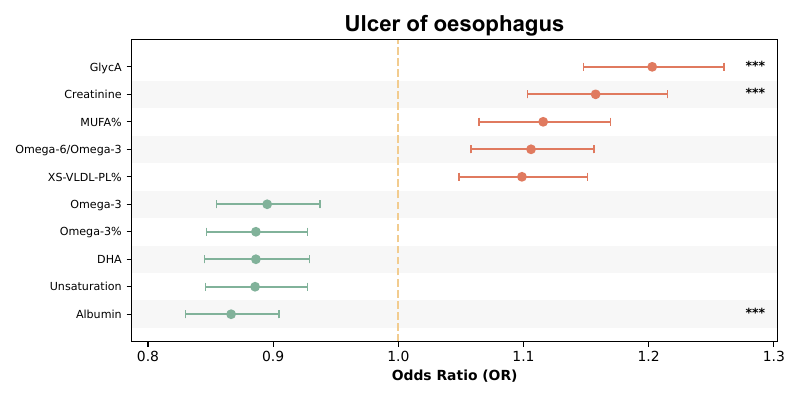 Ulcer of oesophagus
GlycA ***
Creatinine ***
MUFA%
Omega-6/Omega-3
XS-VLDL-PL%
Omega-3
Omega-3%
DHA
Unsaturation
Albumin ***
0.8 0.9 1.0 1.1 1.2 1.3
Odds Ratio (OR)